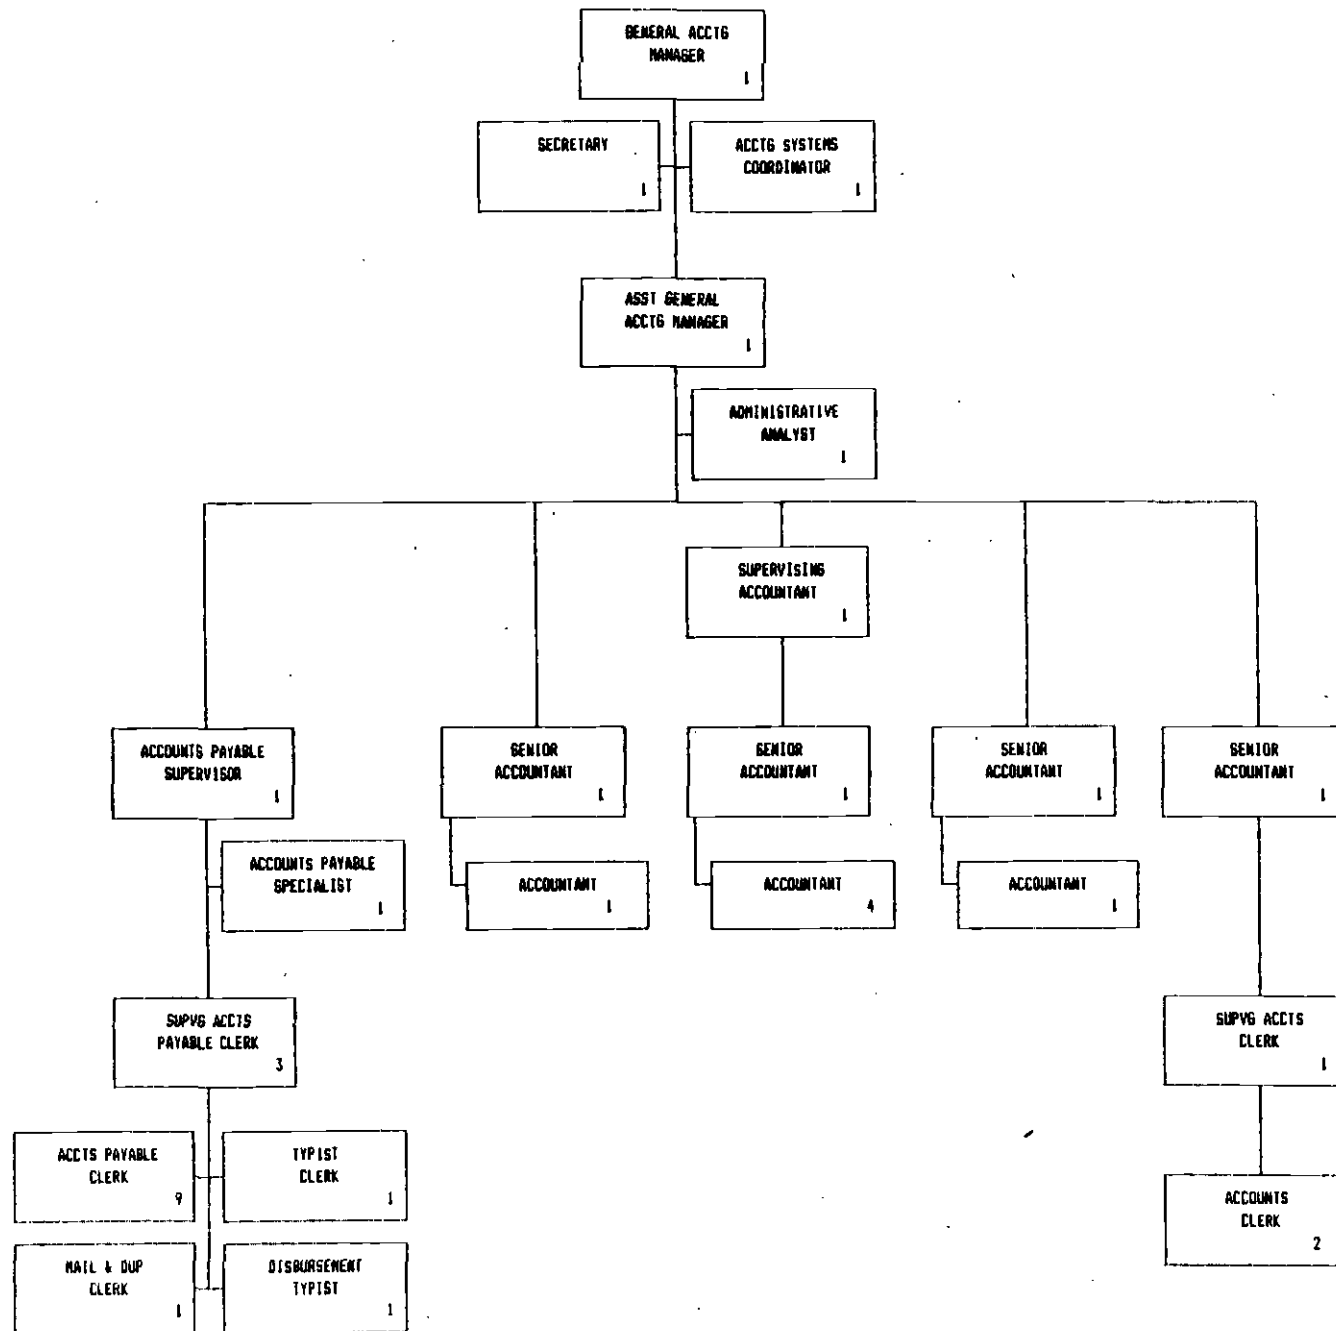 GENERAL ACCTG
MANAGER
1
SECRETARY
1
ACCTG SYSTEMS
COORDINATOR
1
ASST GENERAL
ACCTG MANAGER
1
ADMINISTRATIVE
ANALYST
1
SUPERVISING
ACCOUNTANT
1
ACCOUNTS PAYABLE
SUPERVISOR
1
SENIOR
ACCOUNTANT
1
SENIOR
ACCOUNTANT
1
SENIOR
ACCOUNTANT
1
SENIOR
ACCOUNTANT
1
ACCOUNTS PAYABLE
SPECIALIST
1
ACCOUNTANT
1
ACCOUNTANT
4
ACCOUNTANT
1
SUPVG ACCTS
PAYABLE CLERK
3
SUPVG ACCTS
CLERK
1
ACCTS PAYABLE
CLERK
9
TYPIST
CLERK
1
ACCOUNTS
CLERK
2
MAIL & DUP
CLERK
1
DISBURSEMENT
TYPIST
1